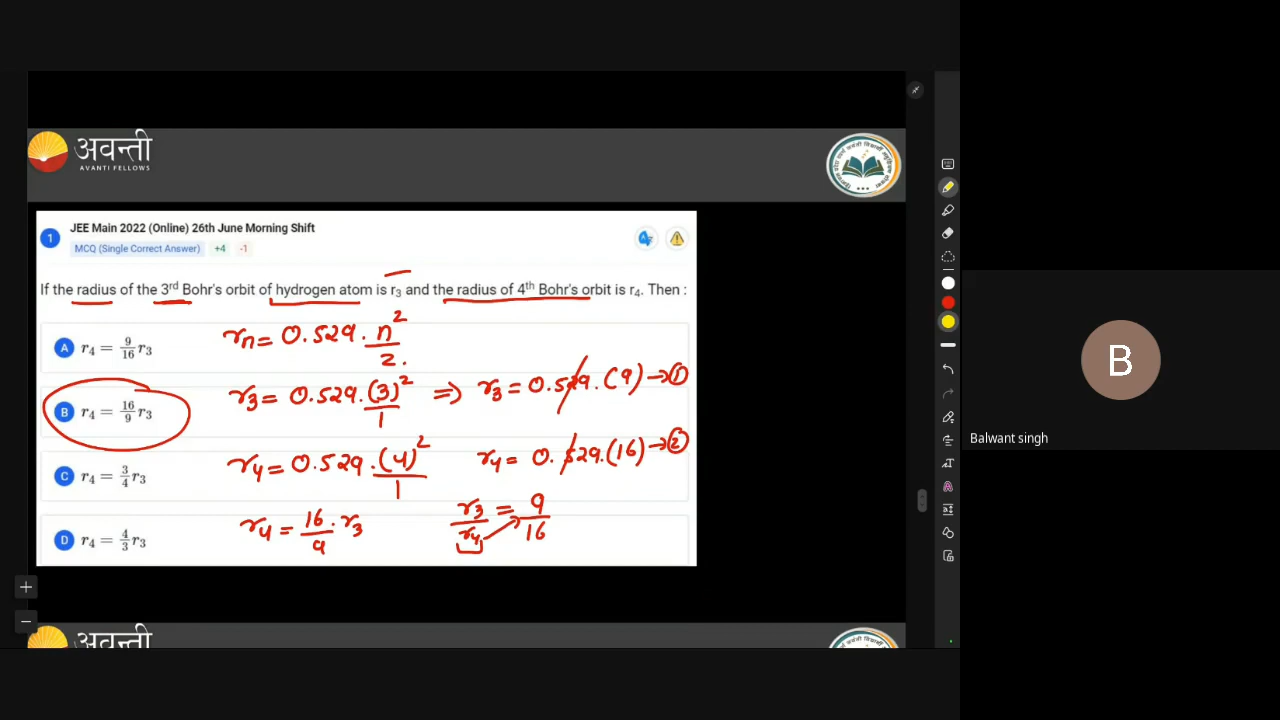 अवन्ती
AVANTI FELLOWS
1
JEE Main 2022 (Online) 26th June Morning Shift
MCQ (Single Correct Answer) +4 -1
If the radius of the 3rd Bohr's orbit of hydrogen atom is r3 and the radius of 4th Bohr's orbit is r4. Then :
A r4 = 9/16 r3
B r4 = 16/9 r3
C r4 = 3/4 r3
D r4 = 4/3 r3
rn = 0.529 . n²/2.
r3 = 0.529 . (3)²/1 ⇒ r3 = 0.529 . (9) → ①
r4 = 0.529 . (4)²/1 r4 = 0.529 . (16) → ②
r4 = 16/9 . r3 r3/r4 = 9/16
अवन्ती
B
Balwant singh